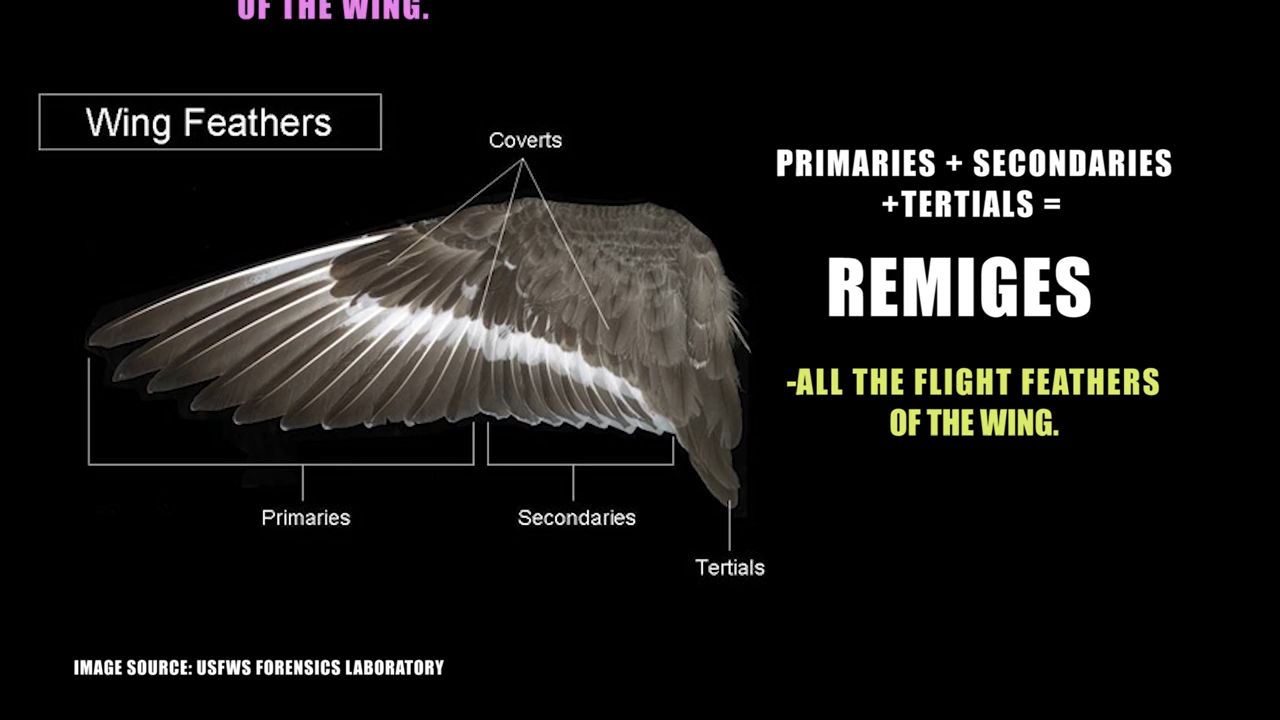 OF THE WING.
Wing Feathers
Coverts
PRIMARIES + SECONDARIES
+TERTIALS =
REMIGES
-ALL THE FLIGHT FEATHERS
OF THE WING.
Primaries
Secondaries
Tertials
IMAGE SOURCE: USFWS FORENSICS LABORATORY